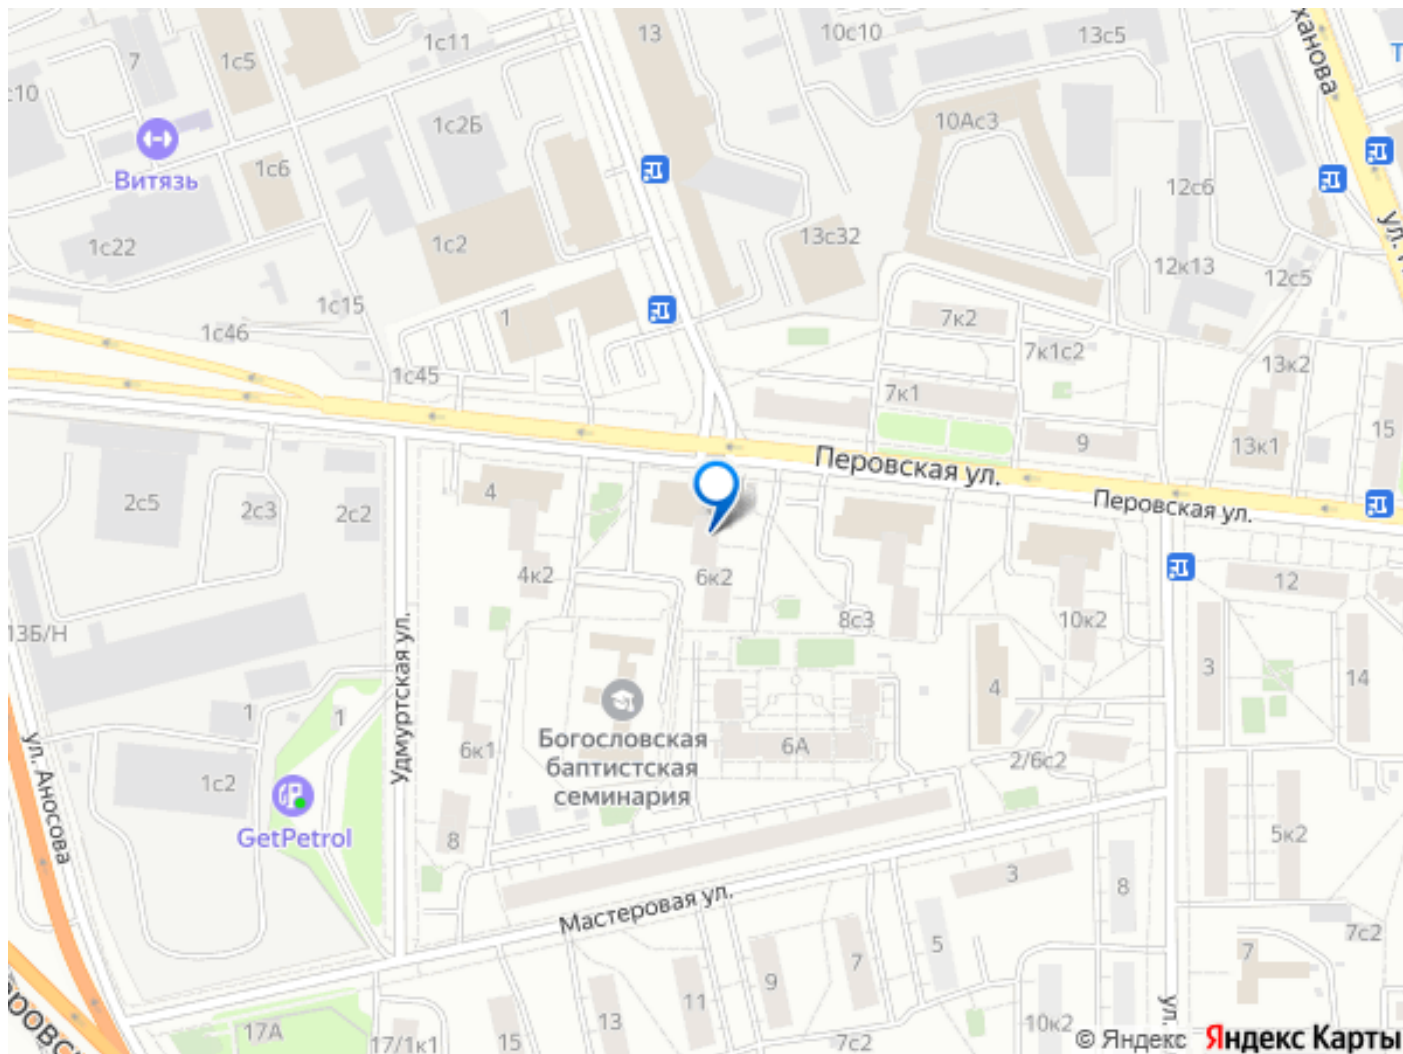 13
1с11
10с10
13с5
ханова
7
1с5
с10
1с2Б
10Ас3
1с6
Витязь
12с6
ул.
1с22
1с2
13с32
12к13
12с5
1с15
1
7к2
1с46
7к1с2
1с45
7к1
13к2
9
15
13к1
Перовская ул.
Перовская ул.
4
2с5
2с3
2с2
4к2
6к2
12
8с3
10к2
13Б/Н
Удмуртская ул.
3
14
4
1
1
Богословская
баптистская
семинария
6к1
6А
2/6с2
ул. Аносова
1с2
GetPetrol
8
5к2
3
8
Мастеровая ул.
5
7с2
7
9
7
11
13
15
17А
17/1к1
7с2
10к2
ул.
© Яндекс Яндекс Карты